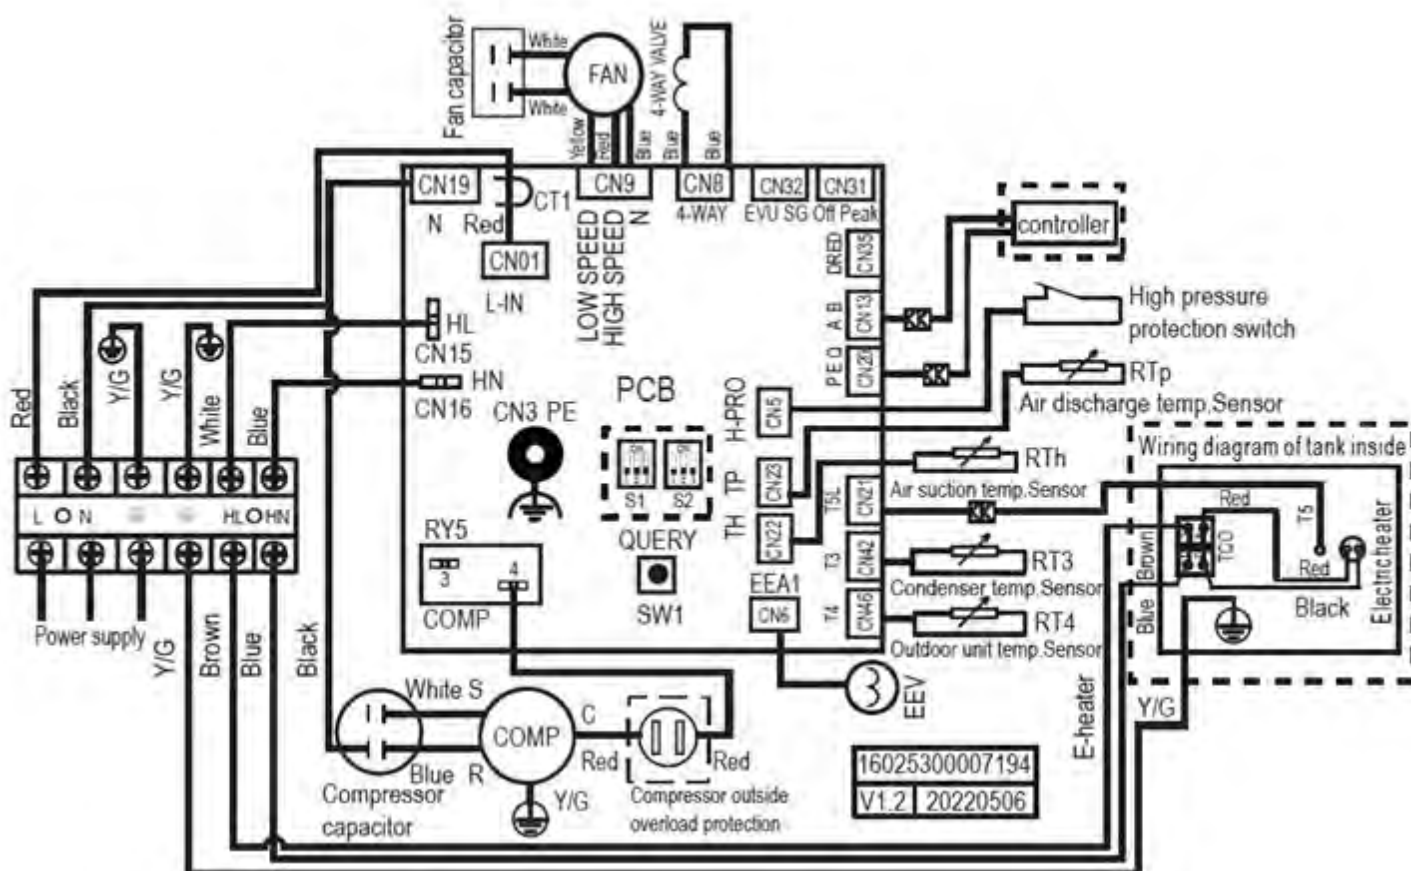 Fan capacitor
White
White
FAN
4-WAY VALVE
Yellow
Red
Blue
Blue
Blue
CN19
N
Red
CT1
CN01
L-IN
CN9
LOW SPEED
HIGH SPEED
N
CN8
4-WAY
CN32
EVU SG
CN31
Off Peak
DRED
CN35
A B
CN13
P E Q
CN20
controller
High pressure
protection switch
RTp
Air discharge temp.Sensor
HL
CN15
HN
CN16
CN3 PE
PCB
S1
S2
QUERY
SW1
H-PRO
CN5
TP
CN23
TH
CN22
EEA1
CN6
T5L
CN21
T3
CN42
T4
CN46
RTh
Air suction temp.Sensor
RT3
Condenser temp.Sensor
RT4
Outdoor unit temp.Sensor
Wiring diagram of tank inside
Red
T5
Brown
TCO
Red
Black
Blue
Electricheater
Red
Black
Y/G
Y/G
White
Blue
L
N
HL
HN
Power supply
Y/G
Brown
Blue
Black
RY5
3
4
COMP
White S
COMP
C
Red
Red
Blue R
Y/G
Compressor
capacitor
Compressor outside
overload protection
EEV
E-heater
Y/G
16025300007194
V1.2
20220506